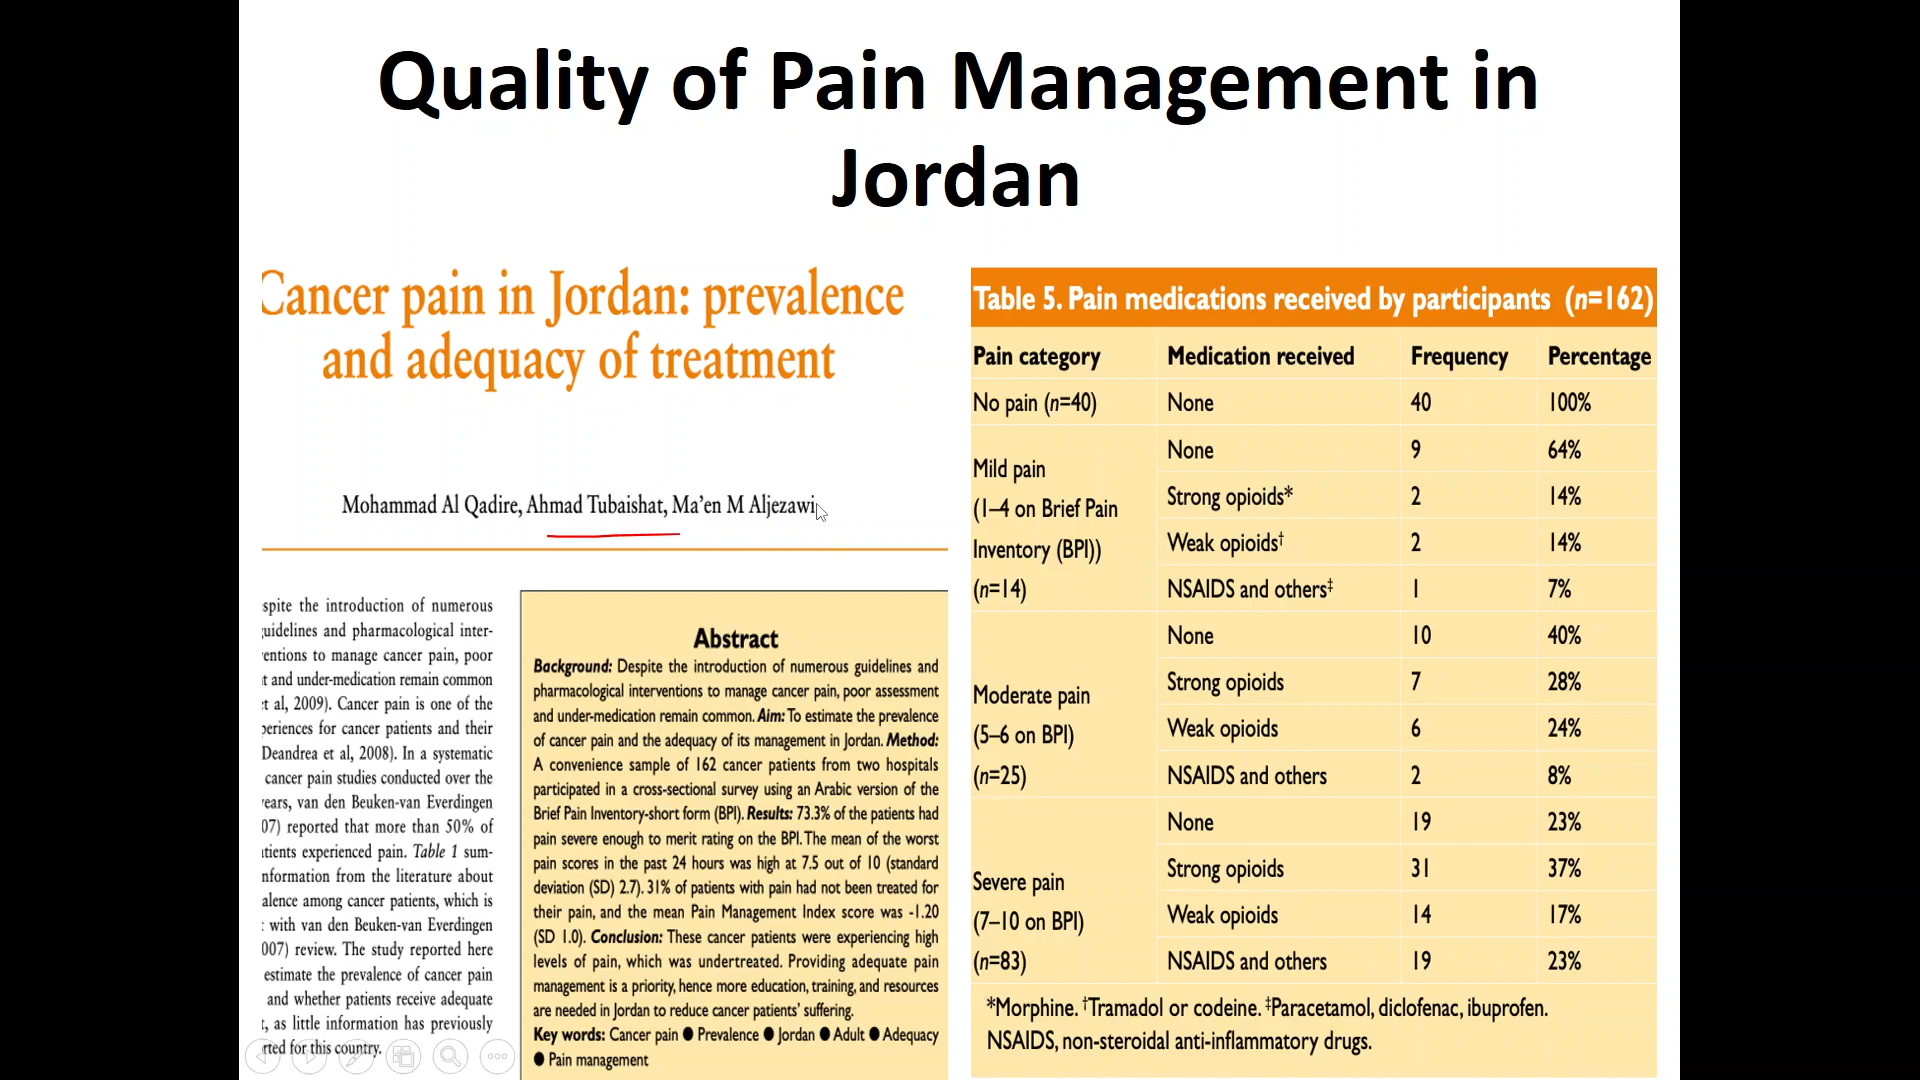 Quality of Pain Management in
Jordan
Cancer pain in Jordan: prevalence
and adequacy of treatment
Mohammad Al Qadire, Ahmad Tubaishat, Ma'en M Aljezawi
spite the introduction of numerous
guidelines and pharmacological inter-
entions to manage cancer pain, poor
t and under-medication remain common
t al, 2009). Cancer pain is one of the
periences for cancer patients and their
Deandrea et al, 2008). In a systematic
cancer pain studies conducted over the
years, van den Beuken-van Everdingen
07) reported that more than 50% of
tients experienced pain. Table 1 sum-
nformation from the literature about
alence among cancer patients, which is
: with van den Beuken-van Everdingen
007) review. The study reported here
estimate the prevalence of cancer pain
and whether patients receive adequate
t, as little information has previously
rted for this country.
Abstract
Background: Despite the introduction of numerous guidelines and
pharmacological interventions to manage cancer pain, poor assessment
and under-medication remain common. Aim: To estimate the prevalence
of cancer pain and the adequacy of its management in Jordan. Method:
A convenience sample of 162 cancer patients from two hospitals
participated in a cross-sectional survey using an Arabic version of the
Brief Pain Inventory-short form (BPI). Results: 73.3% of the patients had
pain severe enough to merit rating on the BPI. The mean of the worst
pain scores in the past 24 hours was high at 7.5 out of 10 (standard
deviation (SD) 2.7). 31% of patients with pain had not been treated for
their pain, and the mean Pain Management Index score was -1.20
(SD 1.0). Conclusion: These cancer patients were experiencing high
levels of pain, which was undertreated. Providing adequate pain
management is a priority, hence more education, training, and resources
are needed in Jordan to reduce cancer patients' suffering.
Key words: Cancer pain ● Prevalence ● Jordan ● Adult ● Adequacy
● Pain management
Table 5. Pain medications received by participants (n=162)
Pain category Medication received Frequency Percentage
No pain (n=40) None 40 100%
Mild pain
(1–4 on Brief Pain
Inventory (BPI))
(n=14)
None 9 64%
Strong opioids* 2 14%
Weak opioids† 2 14%
NSAIDS and others‡ 1 7%
Moderate pain
(5–6 on BPI)
(n=25)
None 10 40%
Strong opioids 7 28%
Weak opioids 6 24%
NSAIDS and others 2 8%
Severe pain
(7–10 on BPI)
(n=83)
None 19 23%
Strong opioids 31 37%
Weak opioids 14 17%
NSAIDS and others 19 23%
*Morphine. †Tramadol or codeine. ‡Paracetamol, diclofenac, ibuprofen.
NSAIDS, non-steroidal anti-inflammatory drugs.